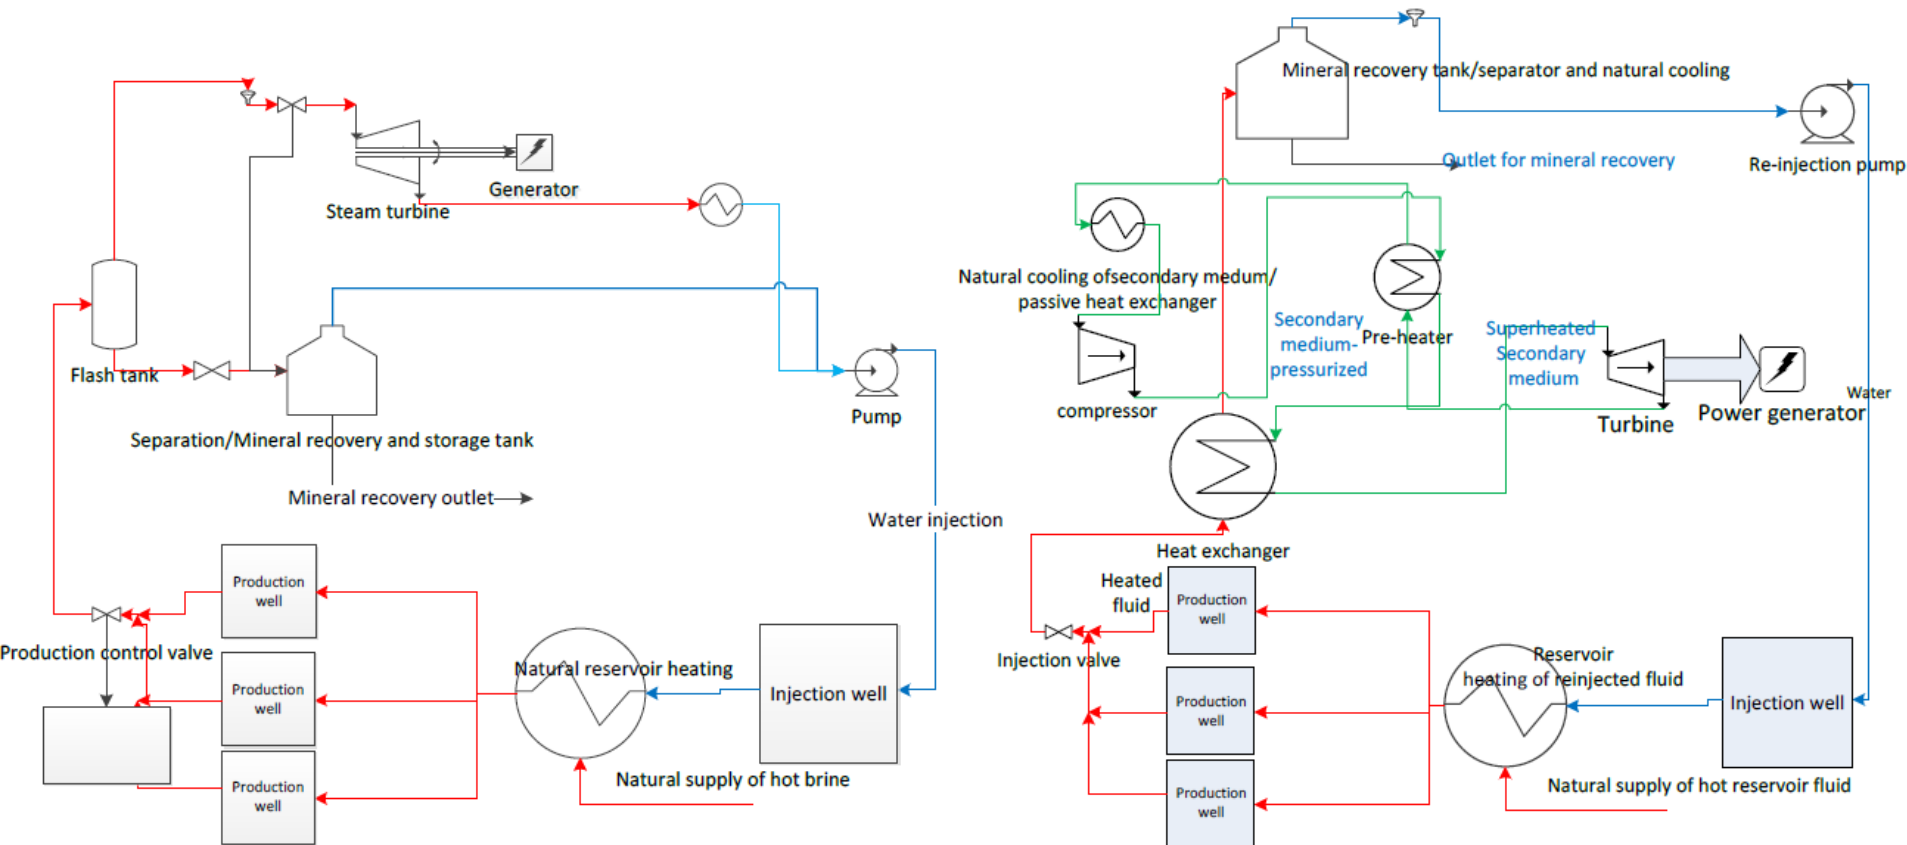 Generator
Steam turbine
Flash tank
Pump
Separation/Mineral recovery and storage tank
Mineral recovery outlet
Water injection
Production
well
Production control valve
Production
well
Production
well
Natural reservoir heating
Injection well
Natural supply of hot brine
Mineral recovery tank/separator and natural cooling
Outlet for mineral recovery
Re-injection pump
Natural cooling ofsecondary medum/
passive heat exchanger
Secondary
medium-
pressurized
Pre-heater
Superheated
Secondary
medium
compressor
Turbine
Power generator
Water
Heat exchanger
Heated
fluid
Production
well
Injection valve
Production
well
Production
well
Reservoir
heating of reinjected fluid
Injection well
Natural supply of hot reservoir fluid